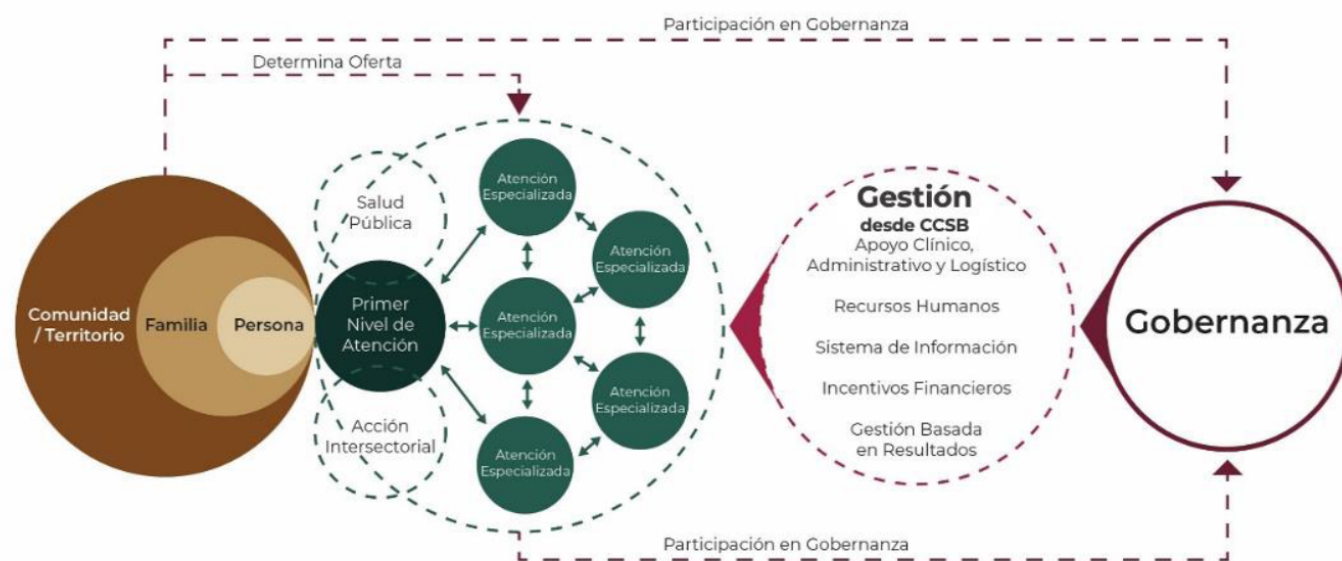 Participación en Gobernanza
Determina Oferta
Comunidad
/ Territorio
Familia
Persona
Salud
Pública
Primer
Nivel de
Atención
Acción
Intersectorial
Atención
Especializada
Atención
Especializada
Atención
Especializada
Atención
Especializada
Atención
Especializada
Gestión
desde CCSB
Apoyo Clínico,
Administrativo y Logístico
Recursos Humanos
Sistema de Información
Incentivos Financieros
Gestión Basada
en Resultados
Gobernanza
Participación en Gobernanza